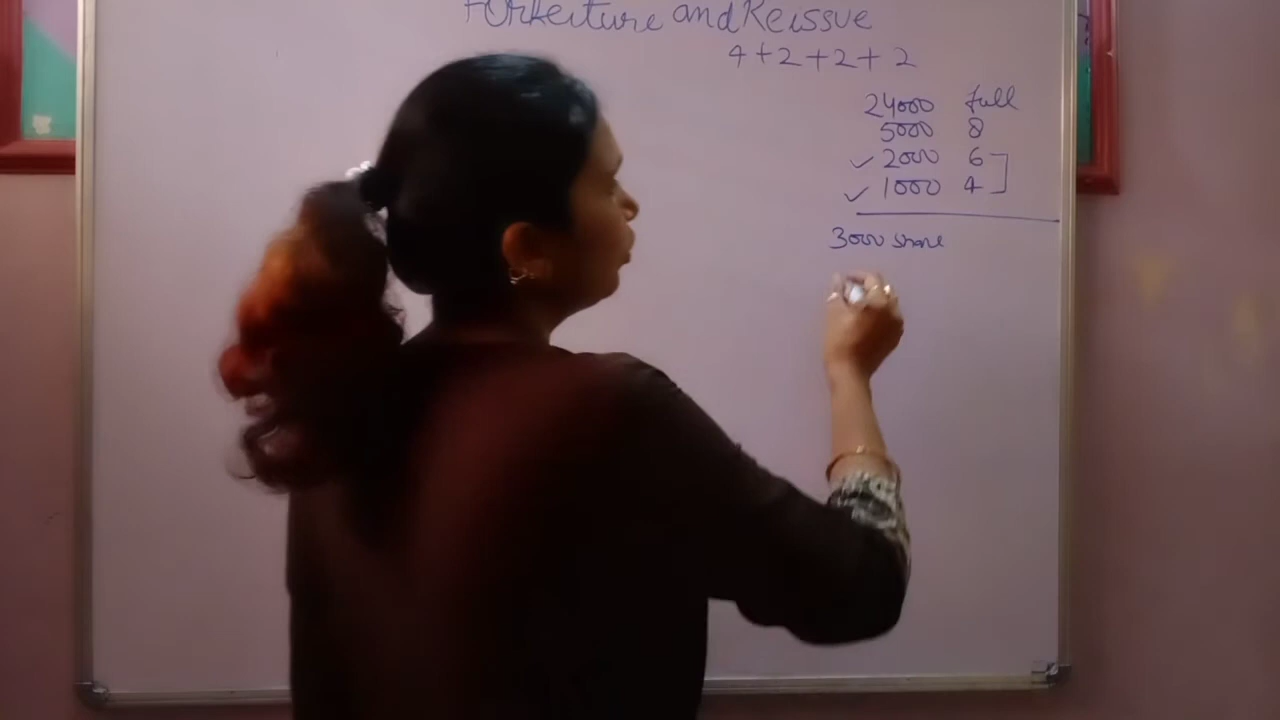 Forfeiture and Reissue
4+2+2+2
24000 full
5000 8
✓ 2000 6
✓ 1000 4
3000 share